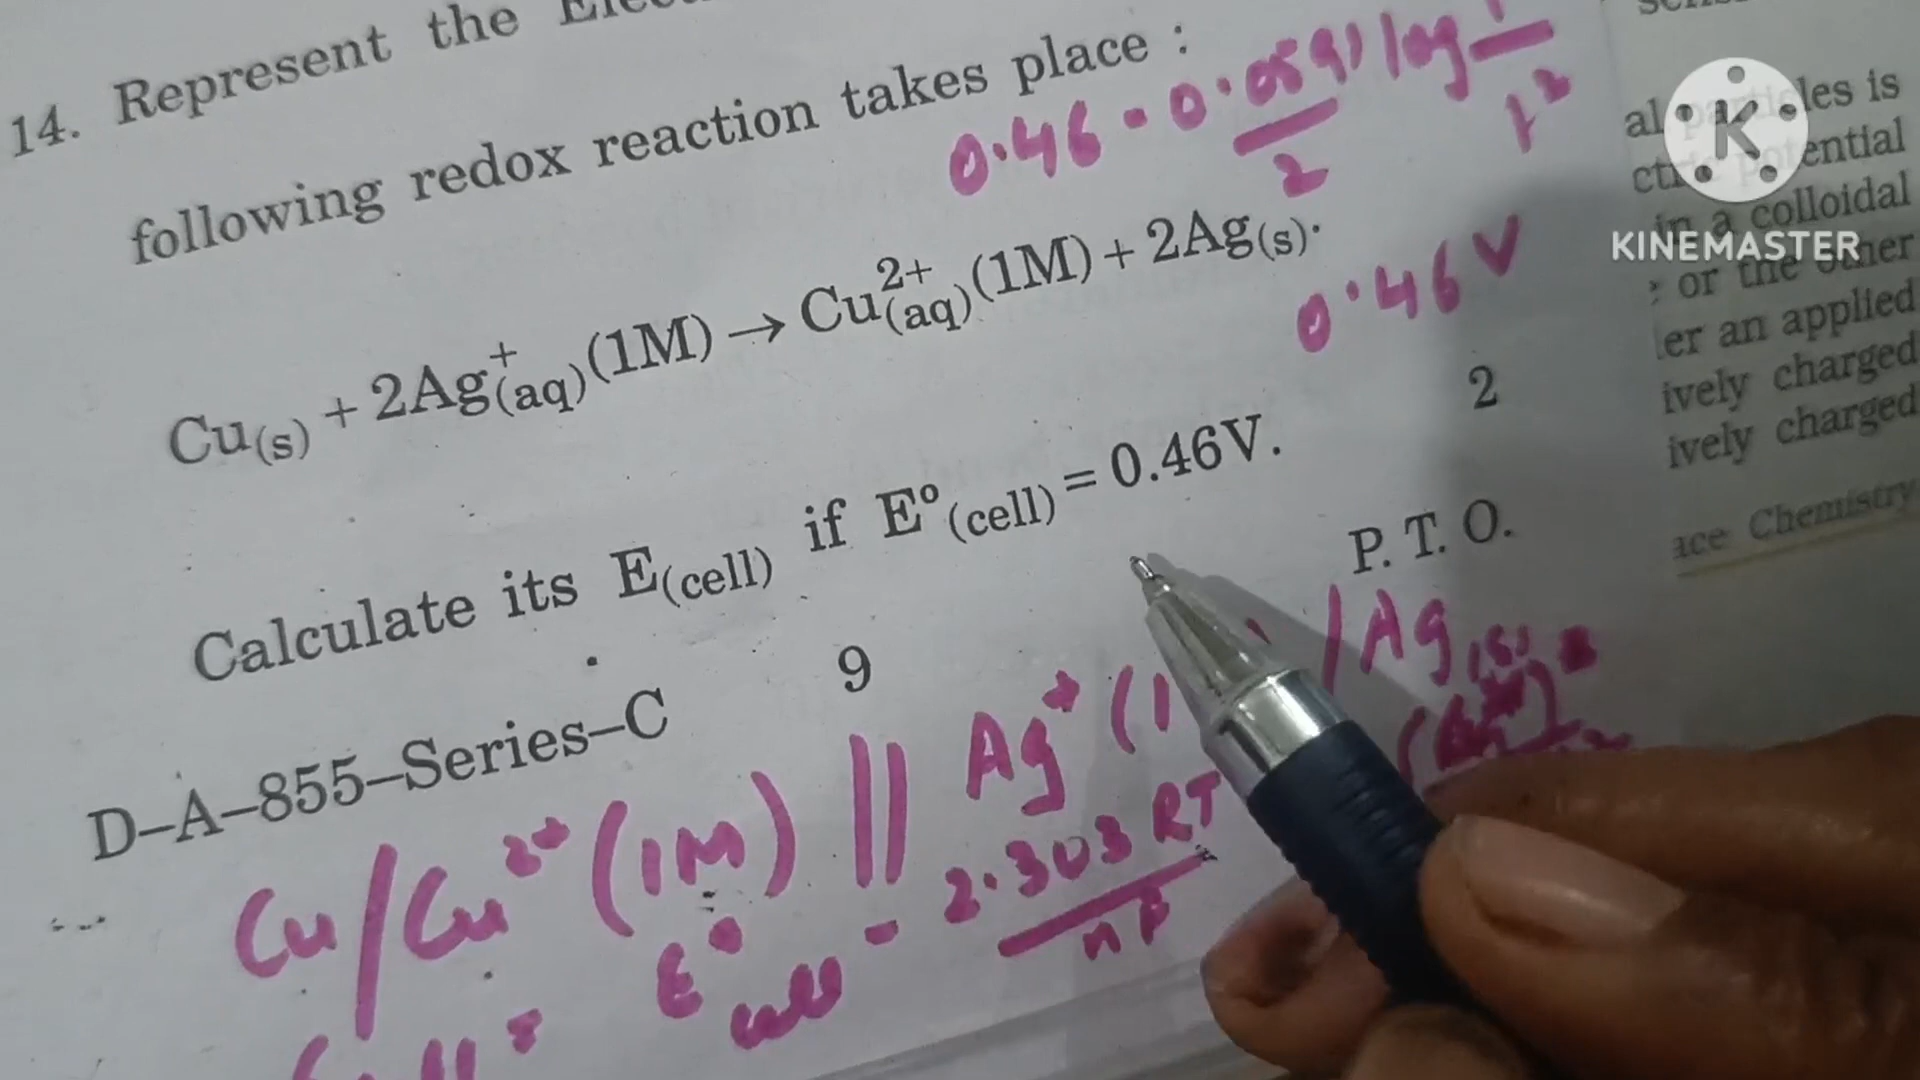 14. Represent the
following redox reaction takes place :
0.46 - 0.0591/2 log 1/1²
Cu(s) + 2Ag⁺(aq)(1M) → Cu²⁺(aq)(1M) + 2Ag(s).
0.46 V
2
Calculate its E(cell) if E°(cell) = 0.46V.
P. T. O.
D–A–855–Series–C 9
Cu/Cu²⁺(1M) || Ag⁺(1 /Ag(s)
E°cell - 2.303 RT/nF
les is
ential
in a colloidal
or the other
er an applied
ively charged
ively charged
ace Chemistry
KINEMASTER
K